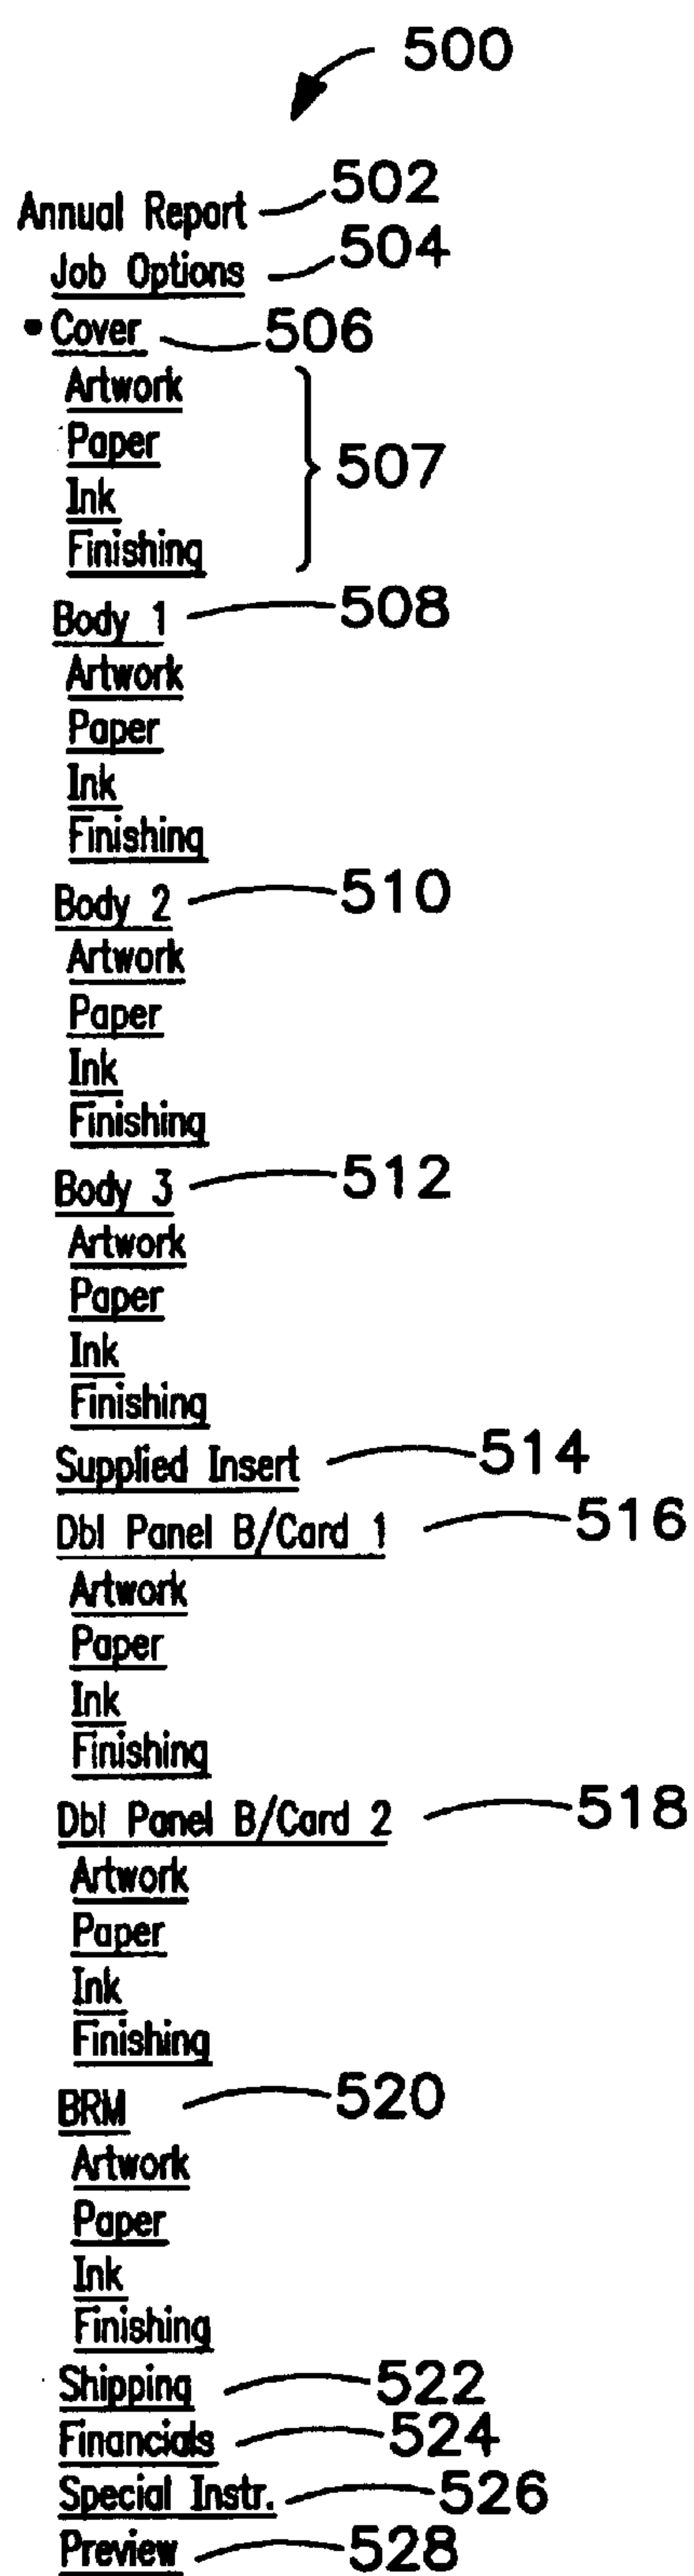 500
Annual Report 502
Job Options 504
• Cover 506
Artwork
Paper
Ink
Finishing
507
Body 1 508
Artwork
Paper
Ink
Finishing
Body 2 510
Artwork
Paper
Ink
Finishing
Body 3 512
Artwork
Paper
Ink
Finishing
Supplied Insert 514
Dbl Panel B/Card 1 516
Artwork
Paper
Ink
Finishing
Dbl Panel B/Card 2 518
Artwork
Paper
Ink
Finishing
BRM 520
Artwork
Paper
Ink
Finishing
Shipping 522
Financials 524
Special Instr. 526
Preview 528